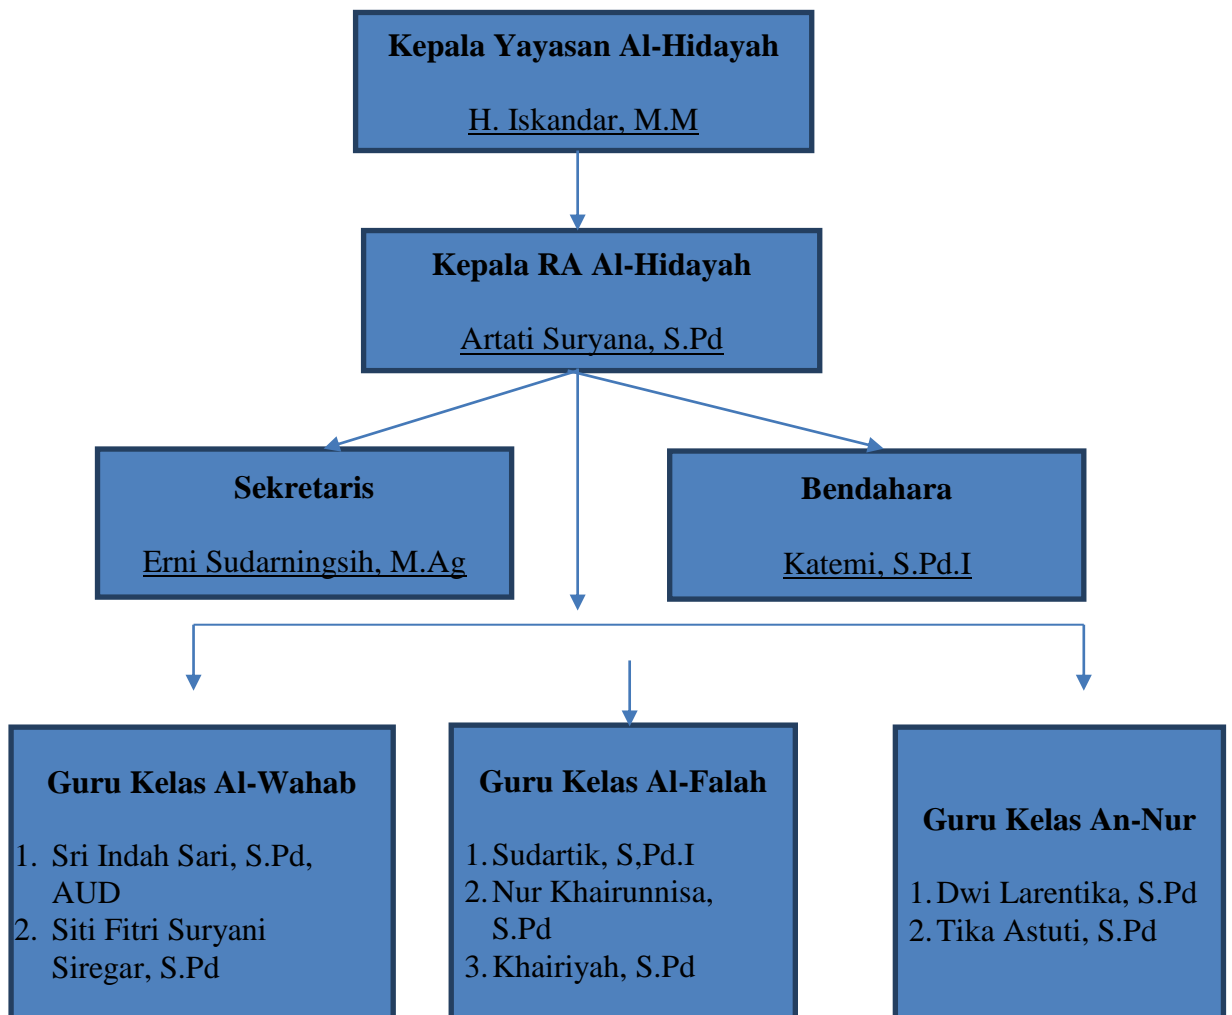 Kepala Yayasan Al-Hidayah
H. Iskandar, M.M
Kepala RA Al-Hidayah
Artati Suryana, S.Pd
Sekretaris
Erni Sudarningsih, M.Ag
Bendahara
Katemi, S.Pd.I
Guru Kelas Al-Wahab
1. Sri Indah Sari, S.Pd,
AUD
2. Siti Fitri Suryani
Siregar, S.Pd
Guru Kelas Al-Falah
1. Sudartik, S,Pd.I
2. Nur Khairunnisa,
S.Pd
3. Khairiyah, S.Pd
Guru Kelas An-Nur
1. Dwi Larentika, S.Pd
2. Tika Astuti, S.Pd